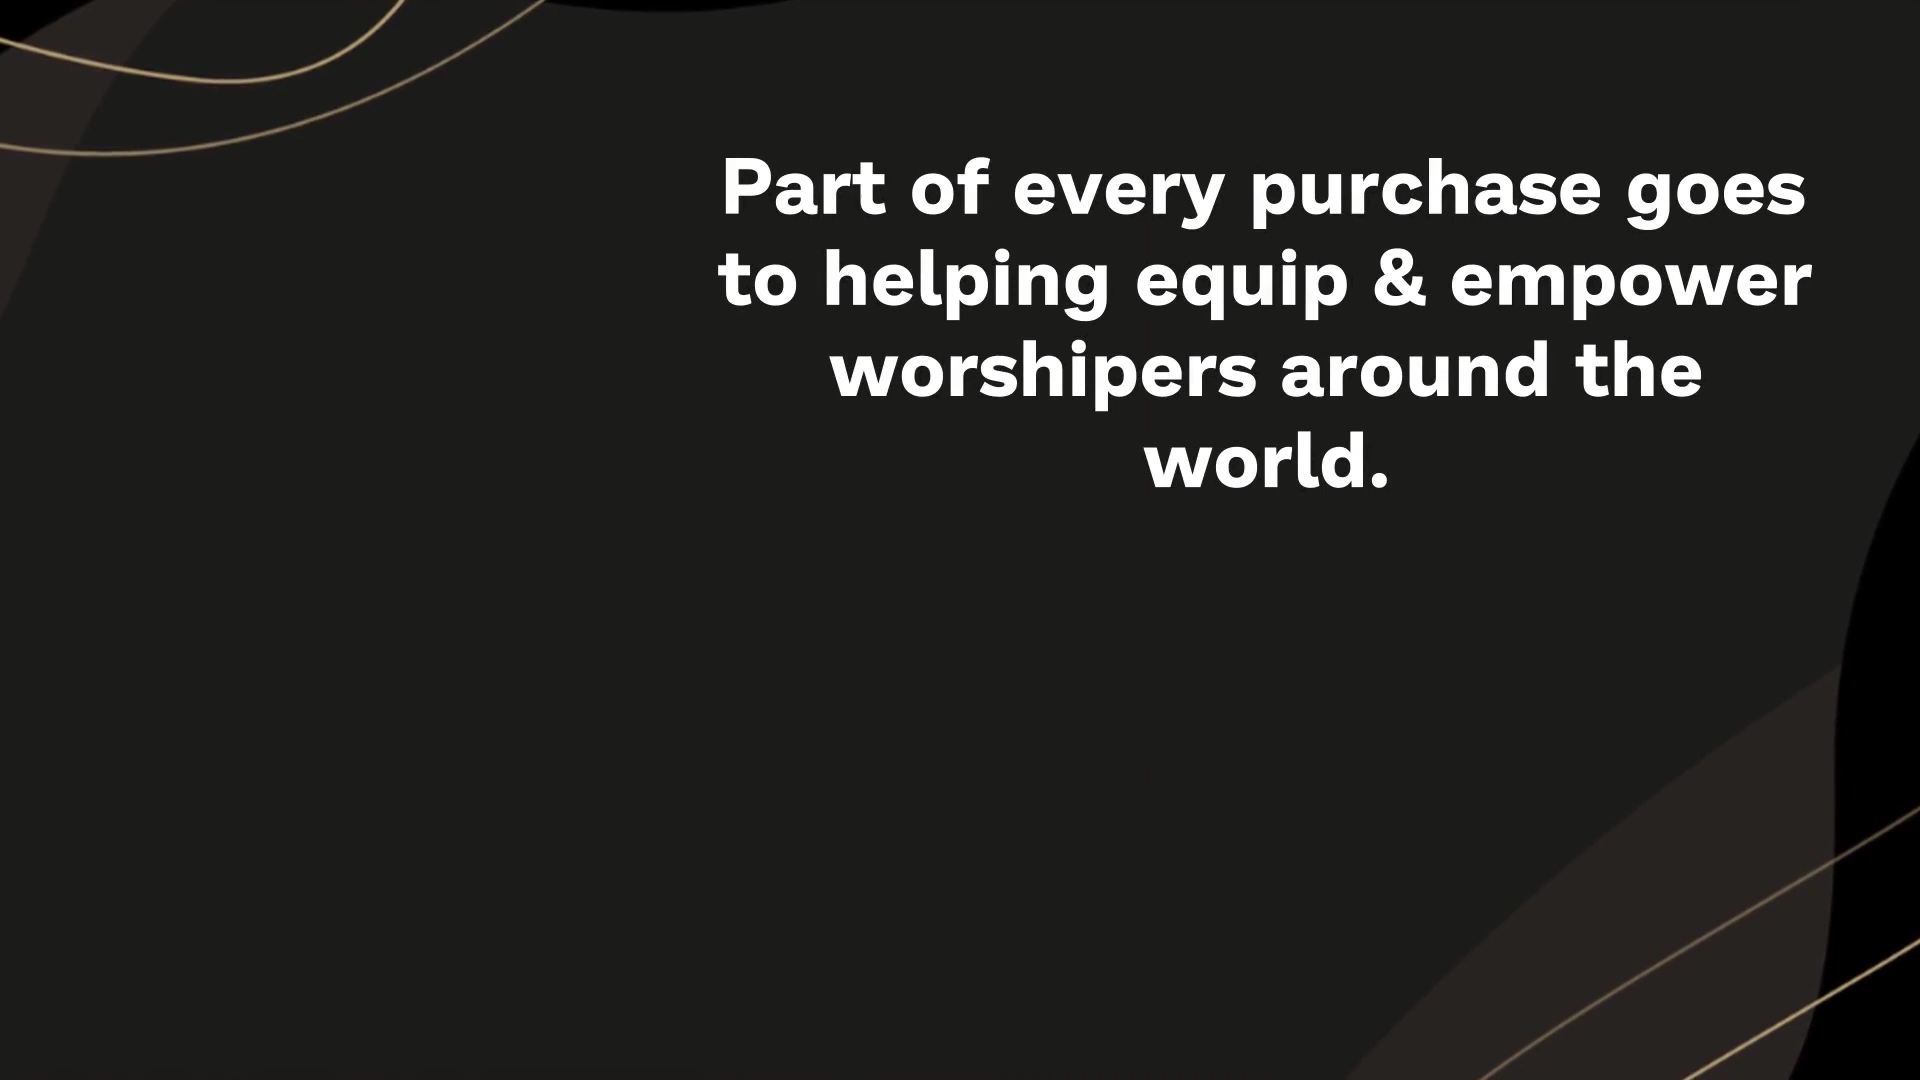 Part of every purchase goes
to helping equip & empower
worshipers around the
world.